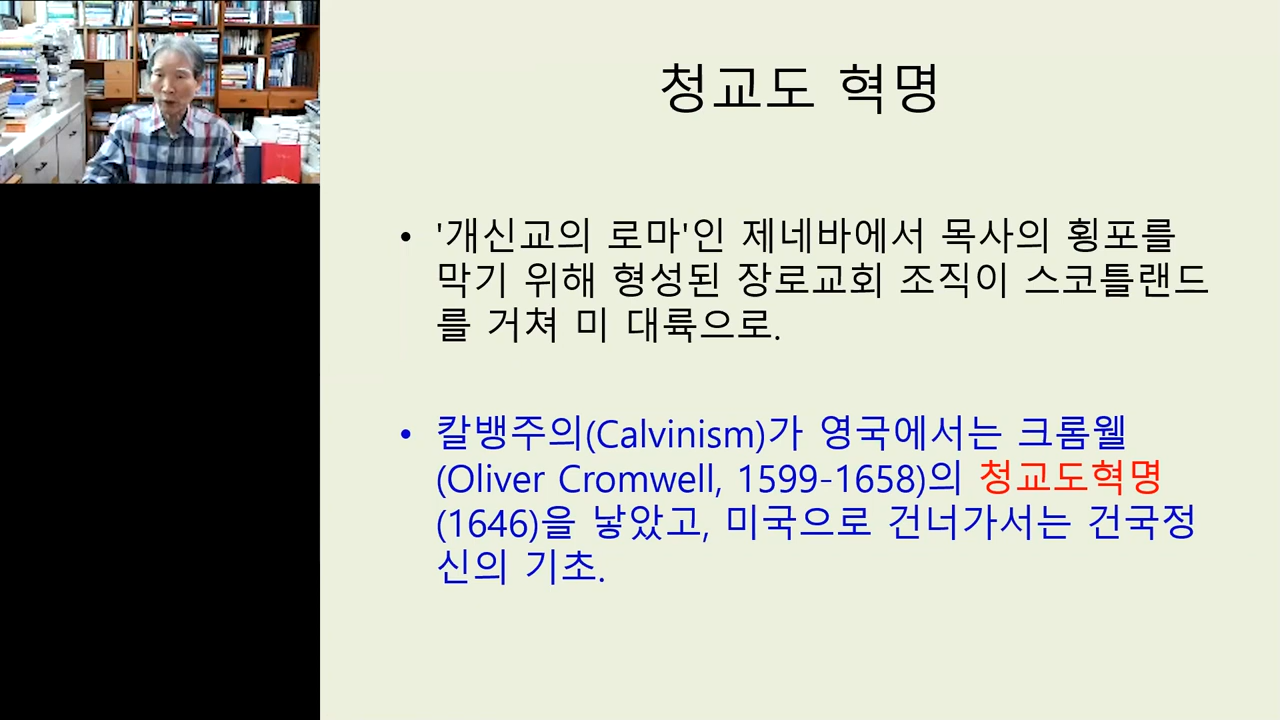 청교도 혁명
• '개신교의 로마'인 제네바에서 목사의 횡포를
막기 위해 형성된 장로교회 조직이 스코틀랜드
를 거쳐 미 대륙으로.
• 칼뱅주의(Calvinism)가 영국에서는 크롬웰
(Oliver Cromwell, 1599-1658)의 청교도혁명
(1646)을 낳았고, 미국으로 건너가서는 건국정
신의 기초.